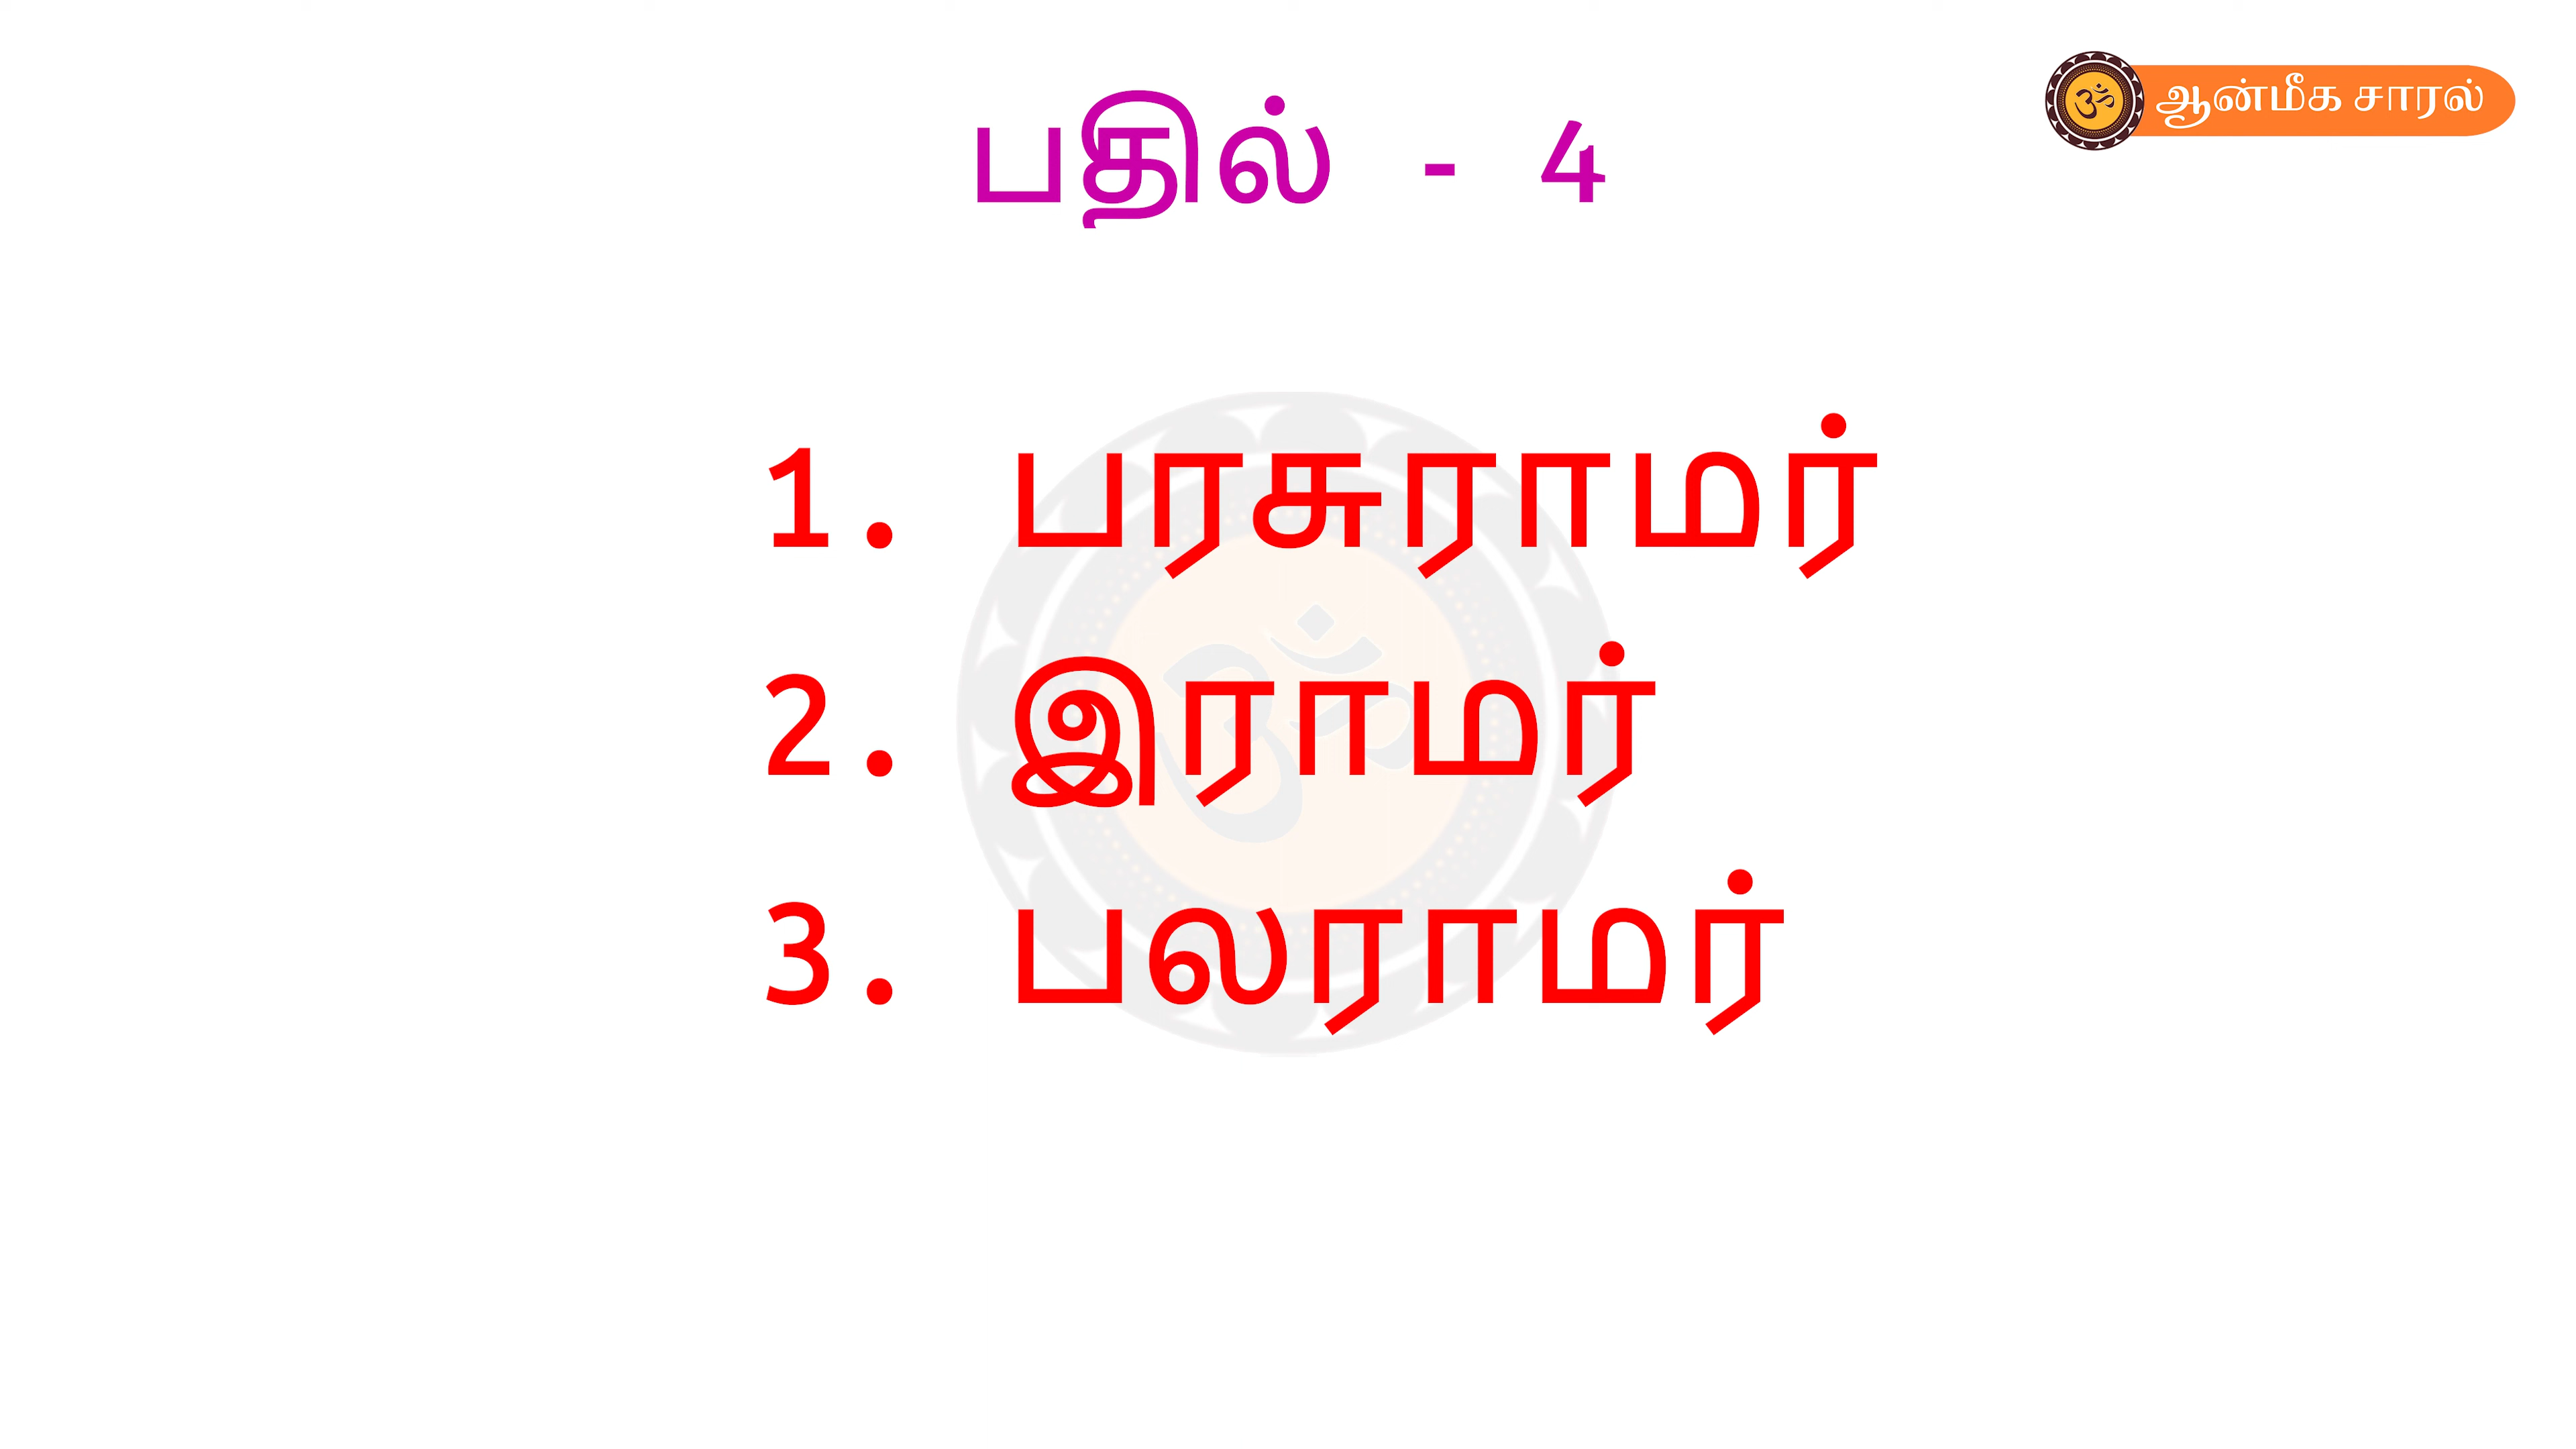 ஆன்மீக சாரல்
பதில் - 4
1. பரசுராமர்
2. இராமர்
3. பலராமர்